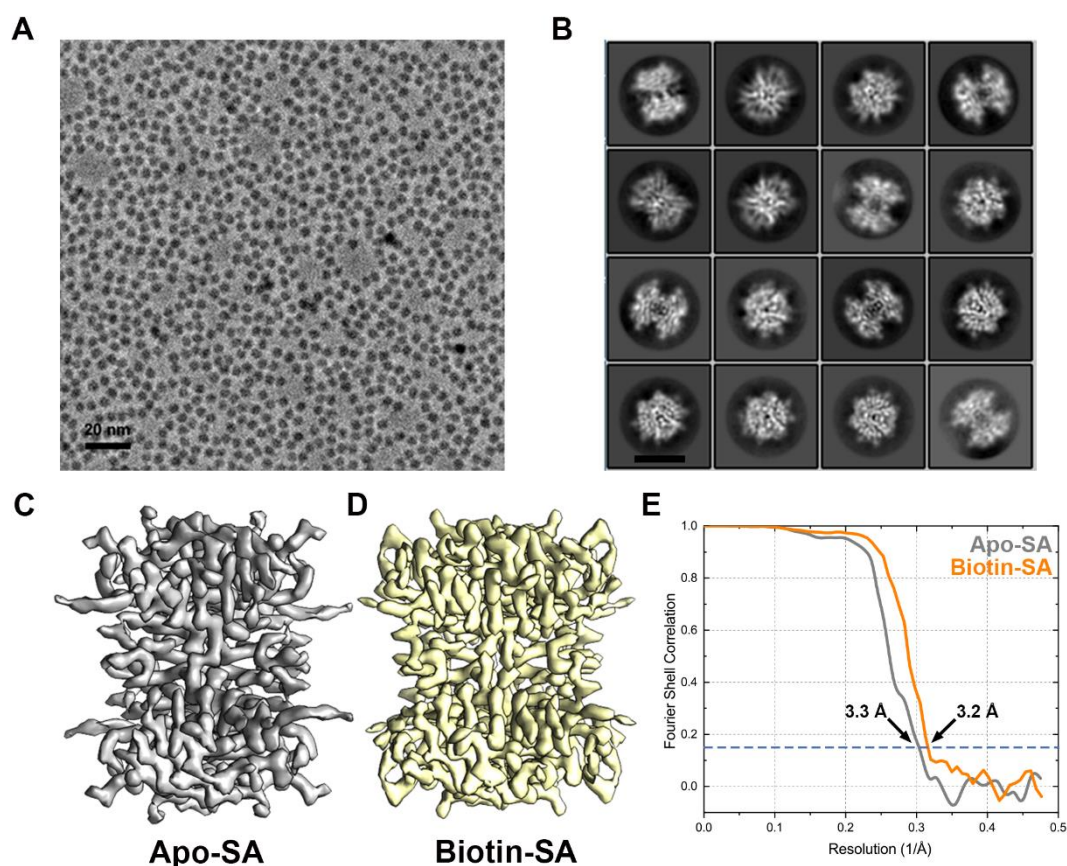 A
B
20 nm
C
D
E
Apo-SA
Biotin-SA
1.0
0.8
0.6
0.4
0.2
0.0
Fourier Shell Correlation
Apo-SA
Biotin-SA
3.3 Å
3.2 Å
0.0
0.1
0.2
0.3
0.4
0.5
Resolution (1/Å)